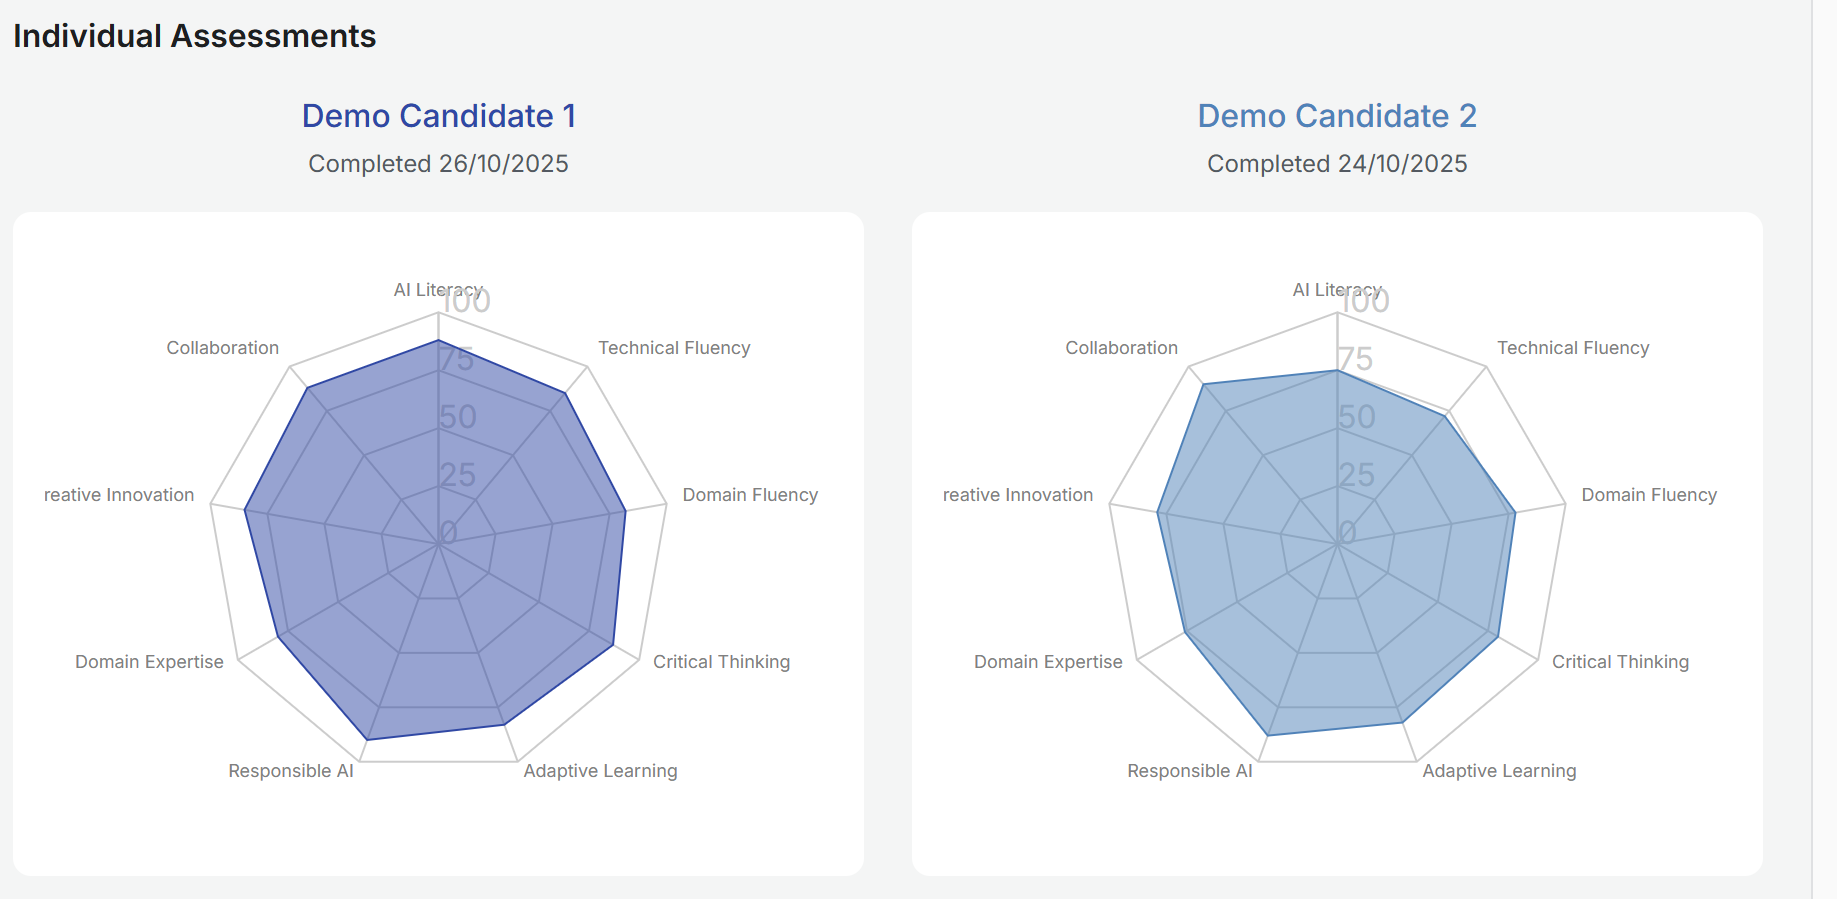 Individual Assessments
Demo Candidate 1
Completed 26/10/2025
AI Literacy
100
75
50
25
0
Technical Fluency
Domain Fluency
Critical Thinking
Adaptive Learning
Responsible AI
Domain Expertise
reative Innovation
Collaboration
Demo Candidate 2
Completed 24/10/2025
AI Literacy
100
75
50
25
0
Technical Fluency
Domain Fluency
Critical Thinking
Adaptive Learning
Responsible AI
Domain Expertise
reative Innovation
Collaboration